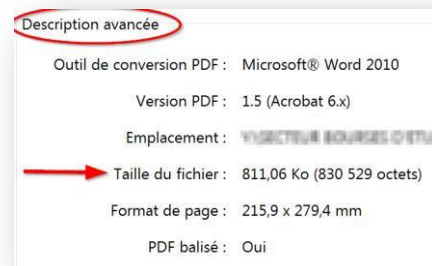 Description avancée
Outil de conversion PDF : Microsoft® Word 2010
Version PDF : 1.5 (Acrobat 6.x)
Emplacement :
Taille du fichier : 811,06 Ko (830 529 octets)
Format de page : 215,9 x 279,4 mm
PDF balisé : Oui